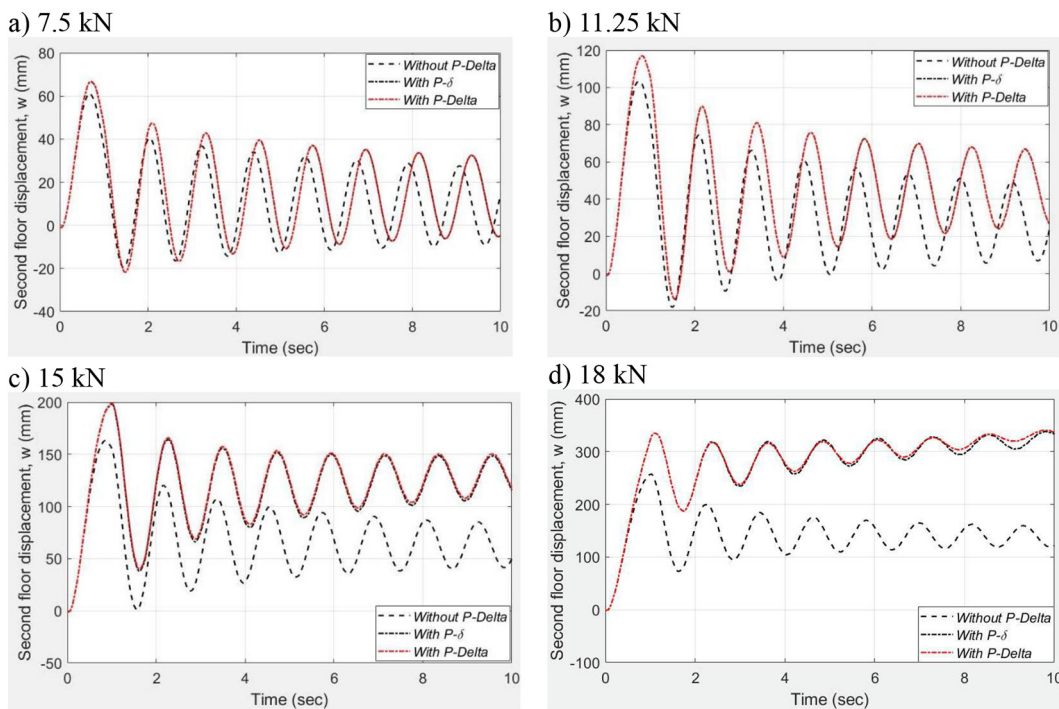 a) 7.5 kN
80
60
40
20
0
-20
-40
0
2
4
6
8
10
Second floor displacement, w (mm)
Time (sec)
Without P-Delta
With P-δ
With P-Delta
b) 11.25 kN
120
100
80
60
40
20
0
-20
0
2
4
6
8
10
Second floor displacement, w (mm)
Time (sec)
Without P-Delta
With P-δ
With P-Delta
c) 15 kN
200
150
100
50
0
-50
0
2
4
6
8
10
Second floor displacement, w (mm)
Time (sec)
Without P-Delta
With P-δ
With P-Delta
d) 18 kN
400
300
200
100
0
-100
0
2
4
6
8
10
Second floor displacement, w (mm)
Time (sec)
Without P-Delta
With P-δ
With P-Delta